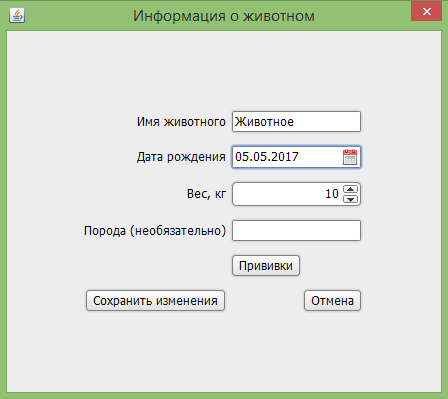 Информация о животном
Имя животного Животное
Дата рождения 05.05.2017
Вес, кг 10
Порода (необязательно)
Прививки
Сохранить изменения Отмена